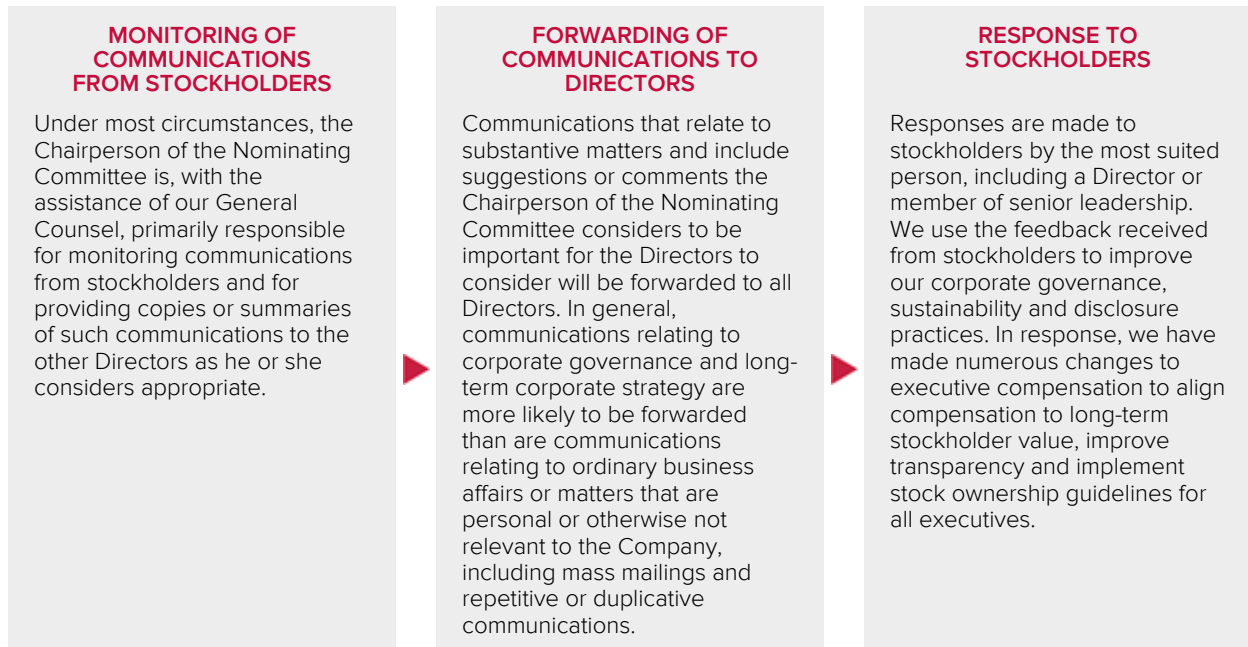 MONITORING OF
COMMUNICATIONS
FROM STOCKHOLDERS
Under most circumstances, the
Chairperson of the Nominating
Committee is, with the
assistance of our General
Counsel, primarily responsible
for monitoring communications
from stockholders and for
providing copies or summaries
of such communications to the
other Directors as he or she
considers appropriate.
FORWARDING OF
COMMUNICATIONS TO
DIRECTORS
Communications that relate to
substantive matters and include
suggestions or comments the
Chairperson of the Nominating
Committee considers to be
important for the Directors to
consider will be forwarded to all
Directors. In general,
communications relating to
corporate governance and long-
term corporate strategy are
more likely to be forwarded
than are communications
relating to ordinary business
affairs or matters that are
personal or otherwise not
relevant to the Company,
including mass mailings and
repetitive or duplicative
communications.
RESPONSE TO
STOCKHOLDERS
Responses are made to
stockholders by the most suited
person, including a Director or
member of senior leadership.
We use the feedback received
from stockholders to improve
our corporate governance,
sustainability and disclosure
practices. In response, we have
made numerous changes to
executive compensation to align
compensation to long-term
stockholder value, improve
transparency and implement
stock ownership guidelines for
all executives.